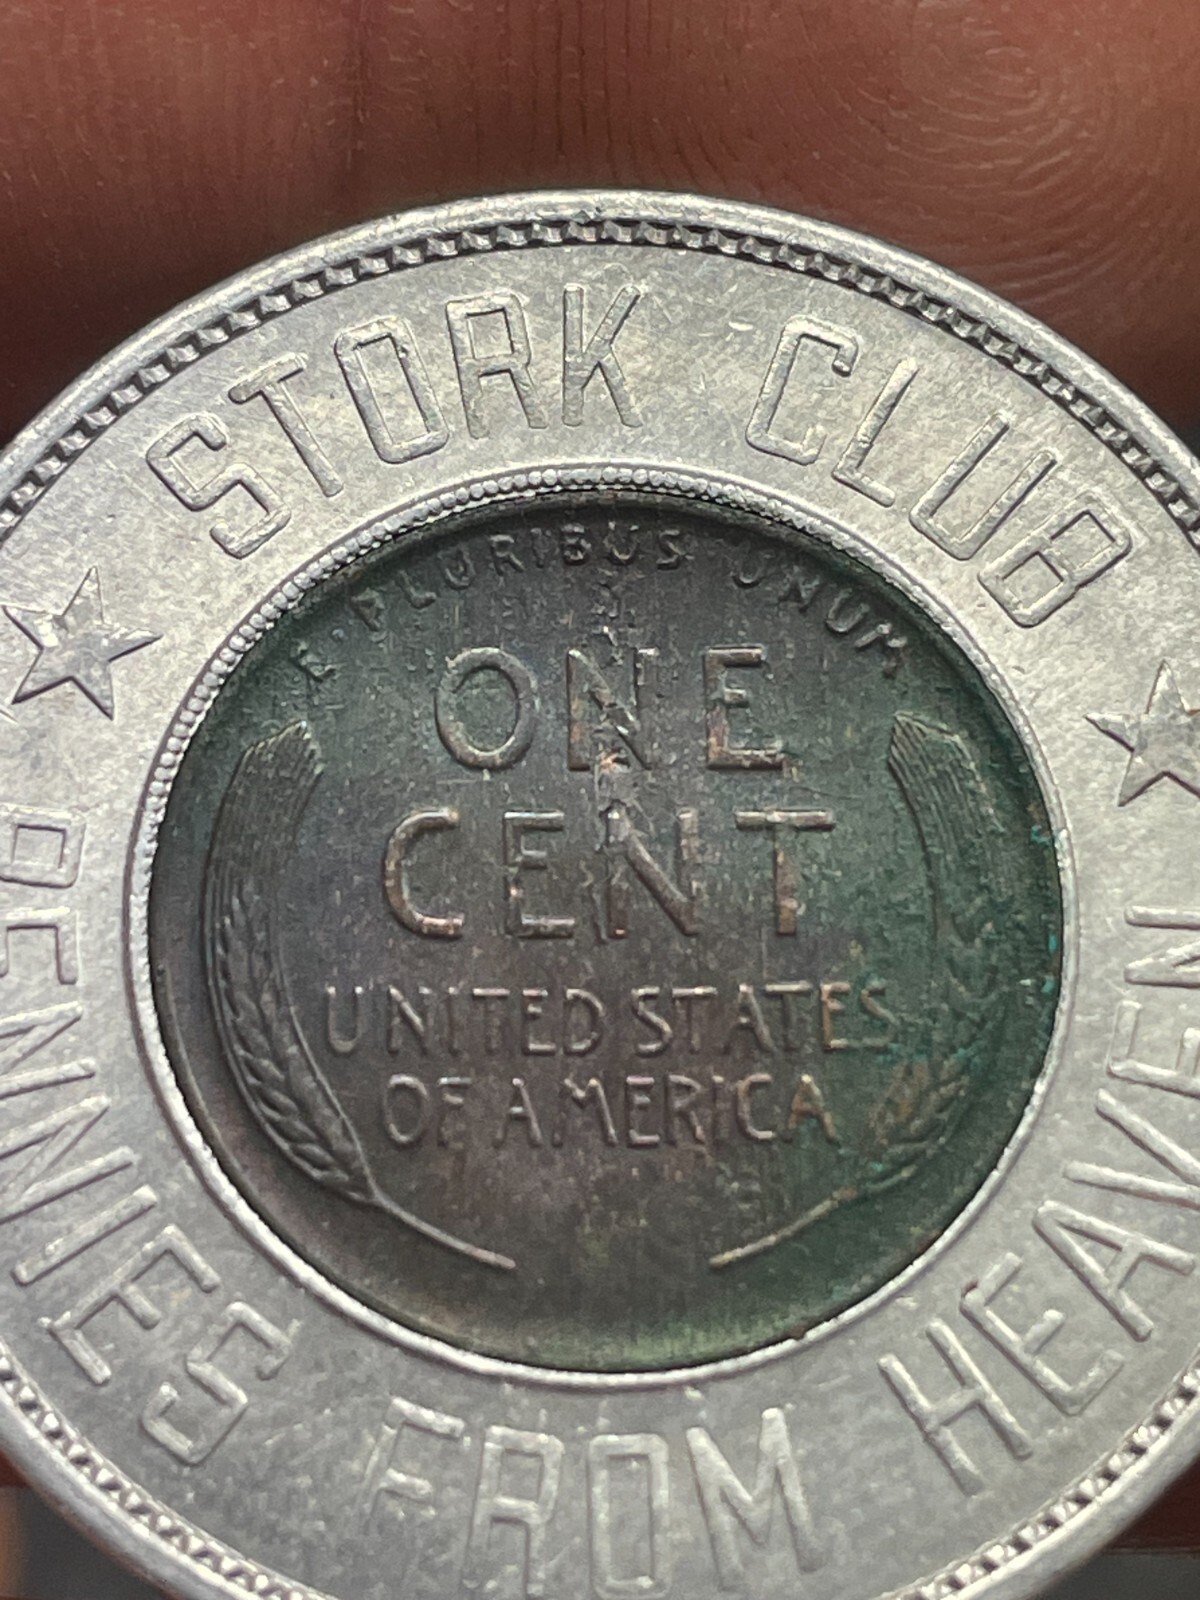 STORK CLUB
★ PENNIES FROM HEAVEN ★
E·PLURIBUS UNUM
ONE
CENT
UNITED STATES
OF AMERICA